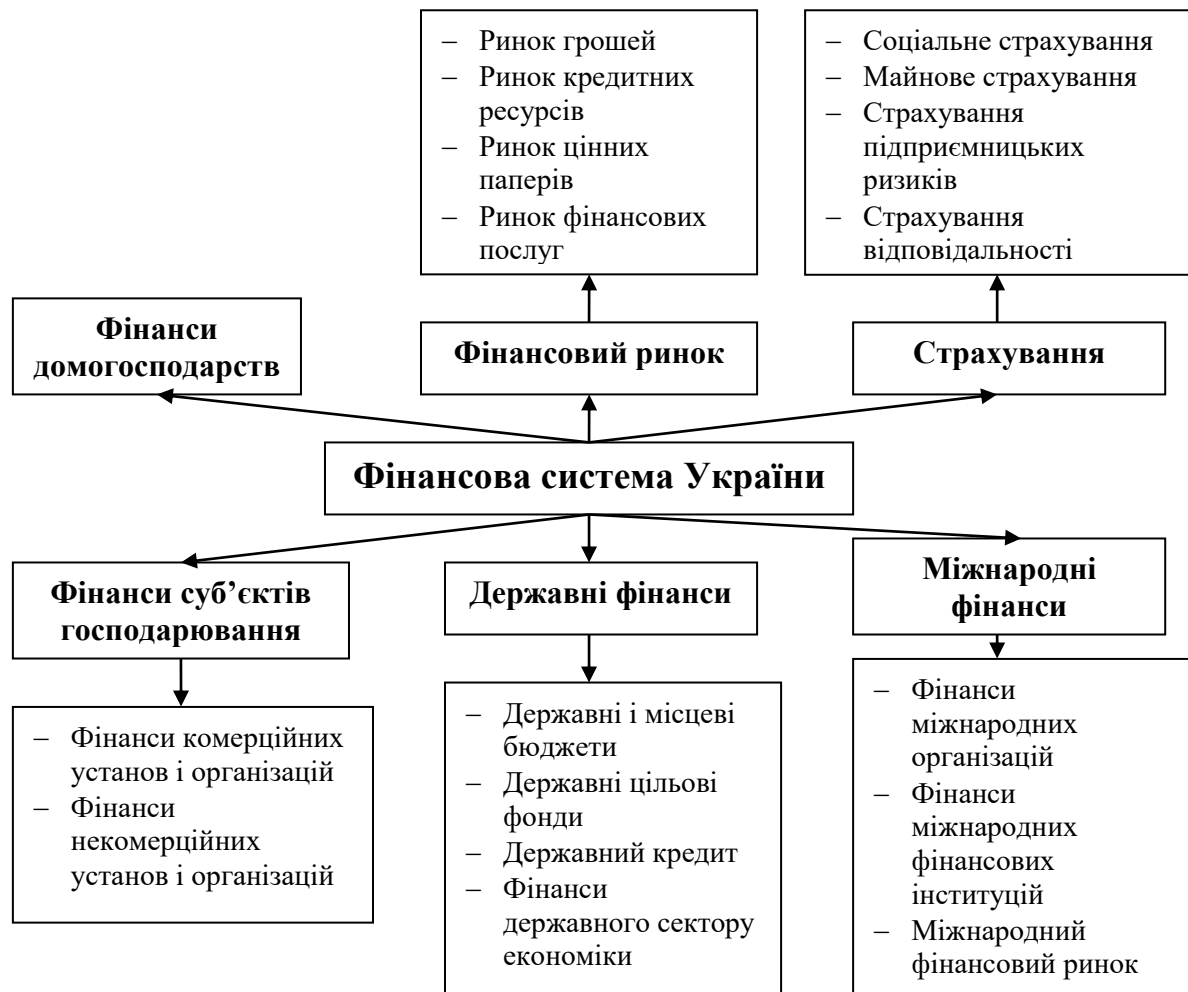 – Ринок грошей
– Ринок кредитних
ресурсів
– Ринок цінних
паперів
– Ринок фінансових
послуг
– Соціальне страхування
– Майнове страхування
– Страхування
підприємницьких
ризиків
– Страхування
відповідальності
Фінанси
домогосподарств
Фінансовий ринок
Страхування
Фінансова система України
Фінанси суб’єктів
господарювання
Державні фінанси
Міжнародні
фінанси
– Фінанси комерційних
установ і організацій
– Фінанси
некомерційних
установ і організацій
– Державні і місцеві
бюджети
– Державні цільові
фонди
– Державний кредит
– Фінанси
державного сектору
економіки
– Фінанси
міжнародних
організацій
– Фінанси
міжнародних
фінансових
інституцій
– Міжнародний
фінансовий ринок